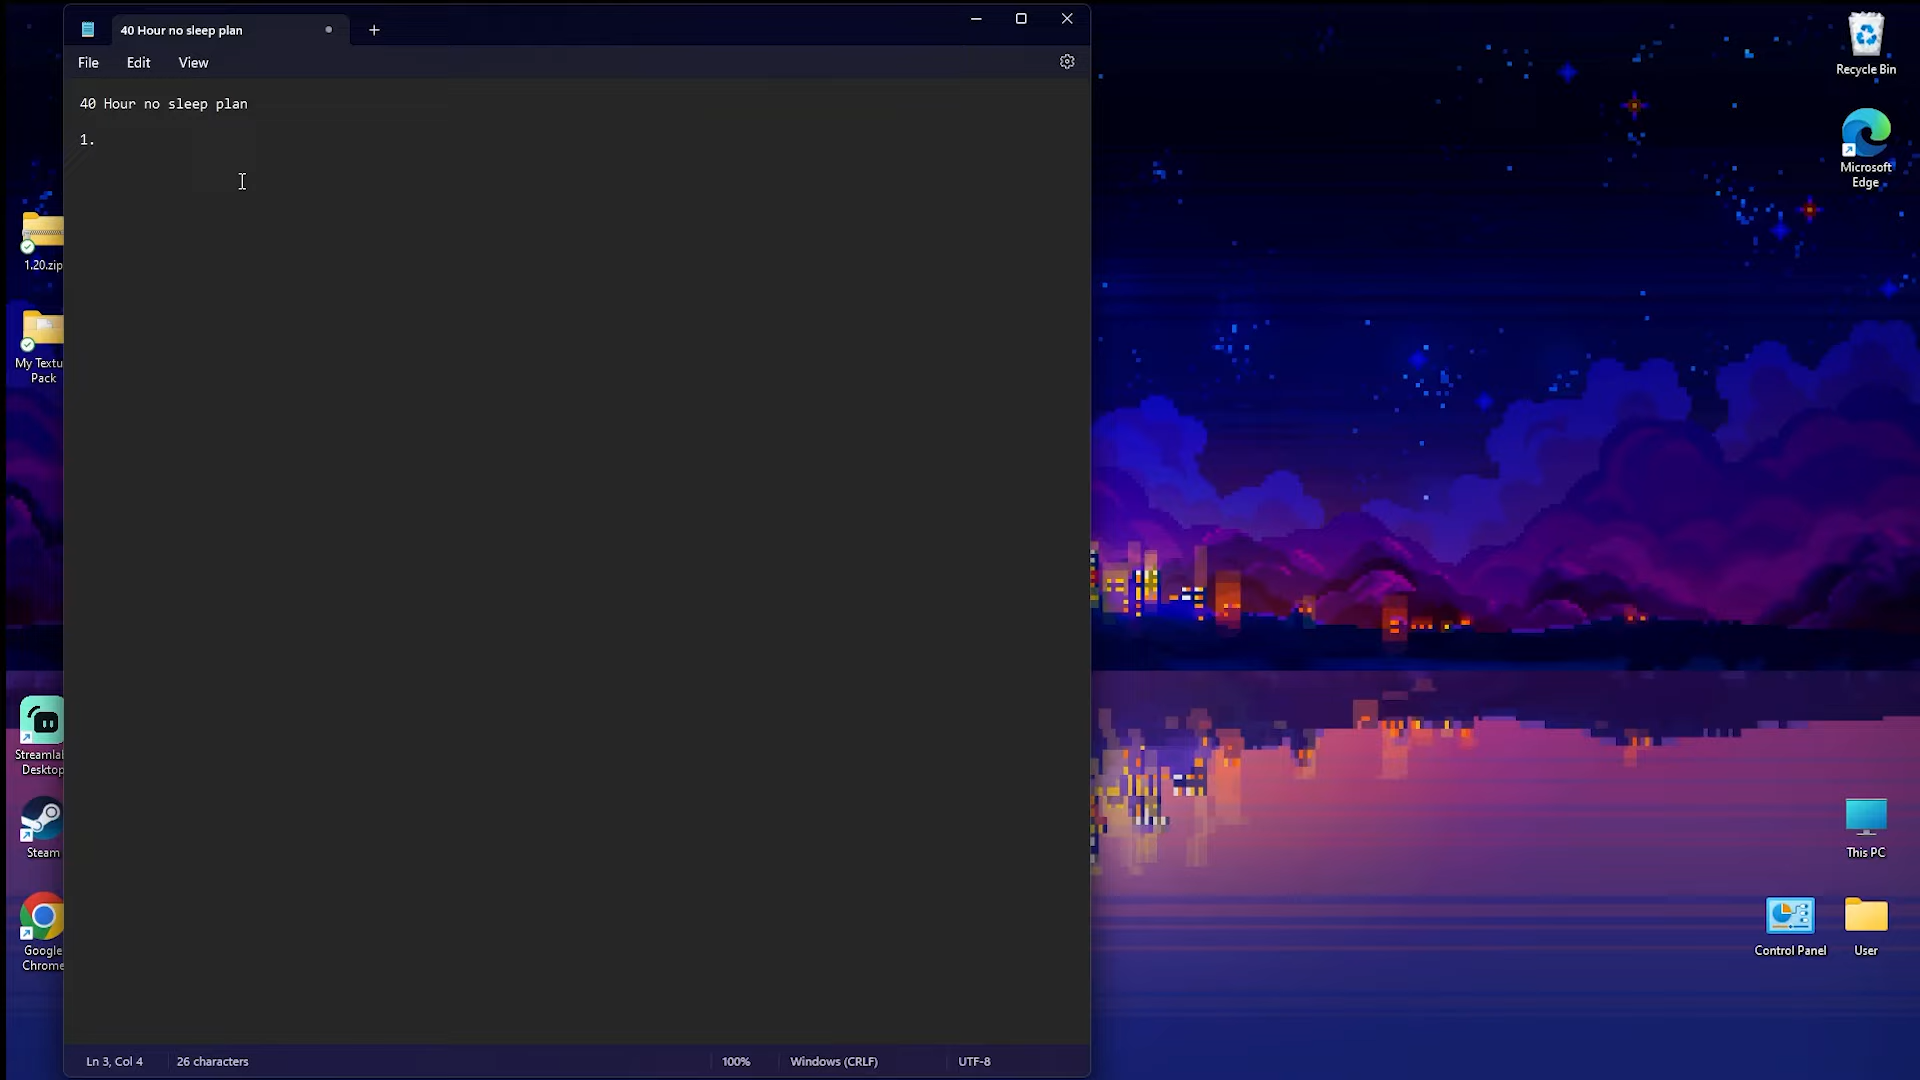 40 Hour no sleep plan
File Edit View
40 Hour no sleep plan
1.
Recycle Bin
Microsoft
Edge
1.20.zip
My Textu
Pack
Streamlab
Desktop
Steam
Google
Chrome
This PC
Control Panel
User
Ln 3, Col 4 26 characters 100% Windows (CRLF) UTF-8